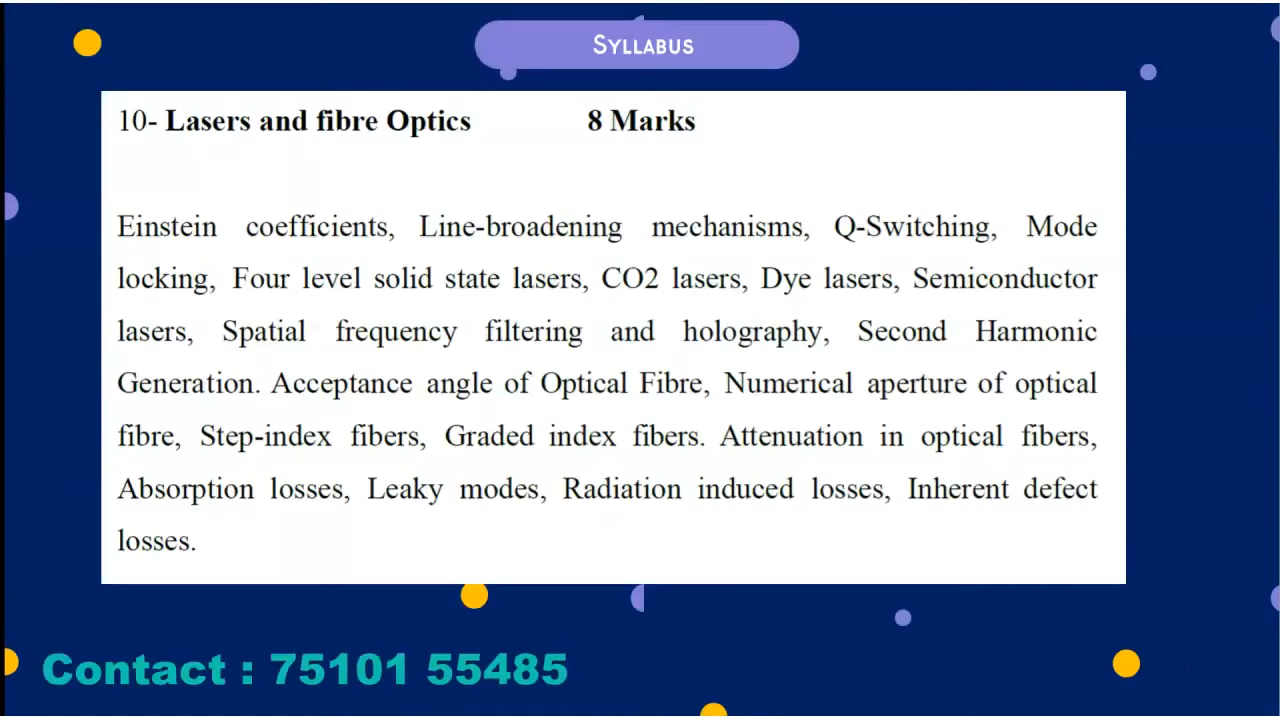 SYLLABUS
10- Lasers and fibre Optics 8 Marks
Einstein coefficients, Line-broadening mechanisms, Q-Switching, Mode
locking, Four level solid state lasers, CO2 lasers, Dye lasers, Semiconductor
lasers, Spatial frequency filtering and holography, Second Harmonic
Generation. Acceptance angle of Optical Fibre, Numerical aperture of optical
fibre, Step-index fibers, Graded index fibers. Attenuation in optical fibers,
Absorption losses, Leaky modes, Radiation induced losses, Inherent defect
losses.
Contact : 75101 55485